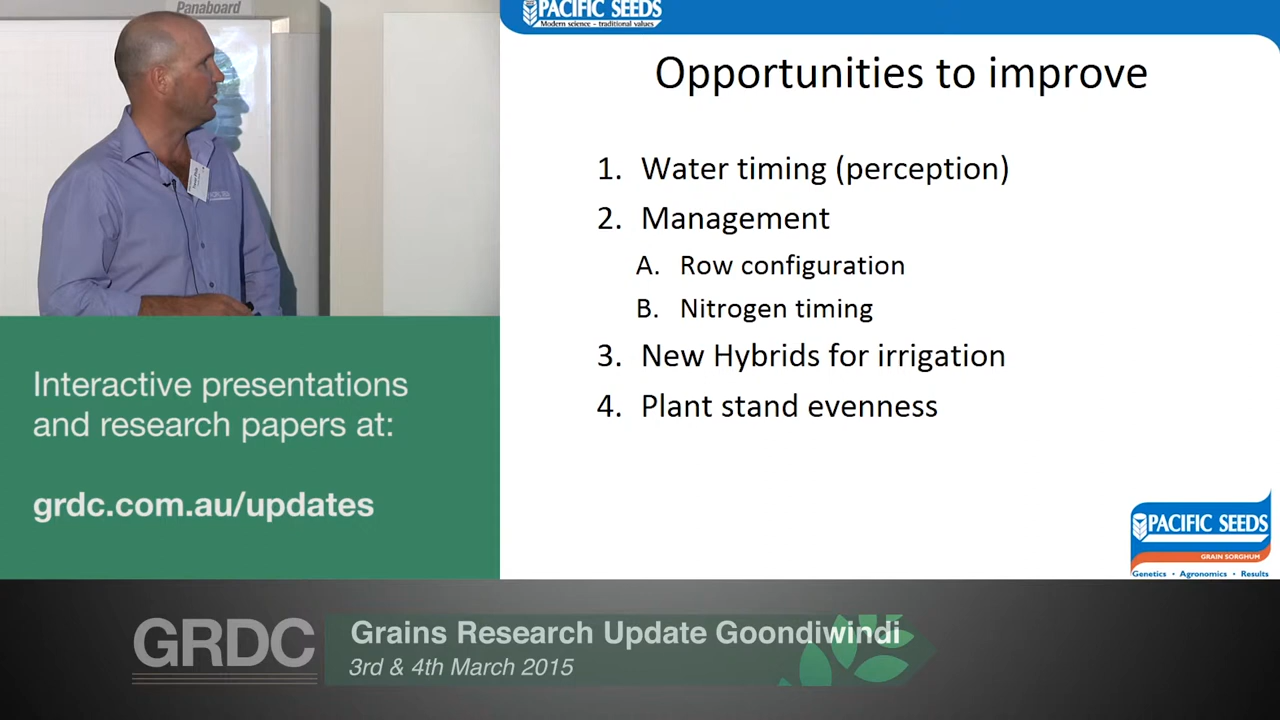 Panaboard
PACIFIC SEEDS
Modern science - traditional values
Opportunities to improve
1. Water timing (perception)
2. Management
A. Row configuration
B. Nitrogen timing
3. New Hybrids for irrigation
4. Plant stand evenness
Interactive presentations
and research papers at:
grdc.com.au/updates
PACIFIC SEEDS
GRAIN SORGHUM
Genetics • Agronomics • Results
GRDC
Grains Research Update Goondiwindi
3rd & 4th March 2015